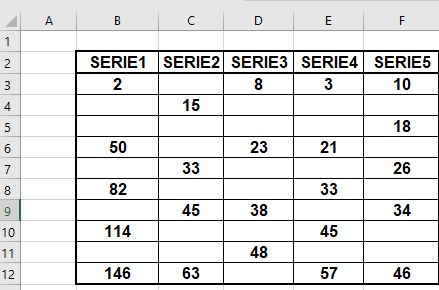 A B C D E F
1
2 SERIE1 SERIE2 SERIE3 SERIE4 SERIE5
3 2 8 3 10
4 15
5 18
6 50 23 21
7 33 26
8 82 33
9 45 38 34
10 114 45
11 48
12 146 63 57 46